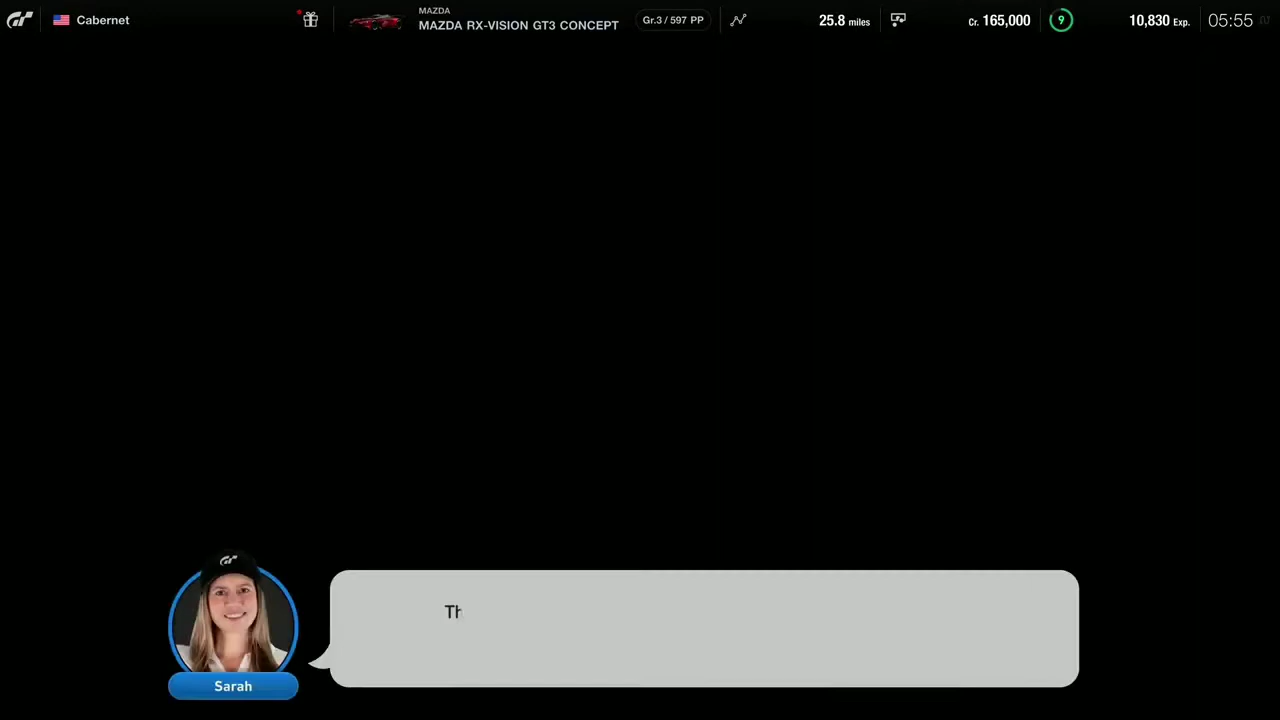 Cabernet
MAZDA
MAZDA RX-VISION GT3 CONCEPT
Gr.3 / 597 PP
25.8 miles
Cr. 165,000
9
10,830 Exp.
05:55
Th
Sarah